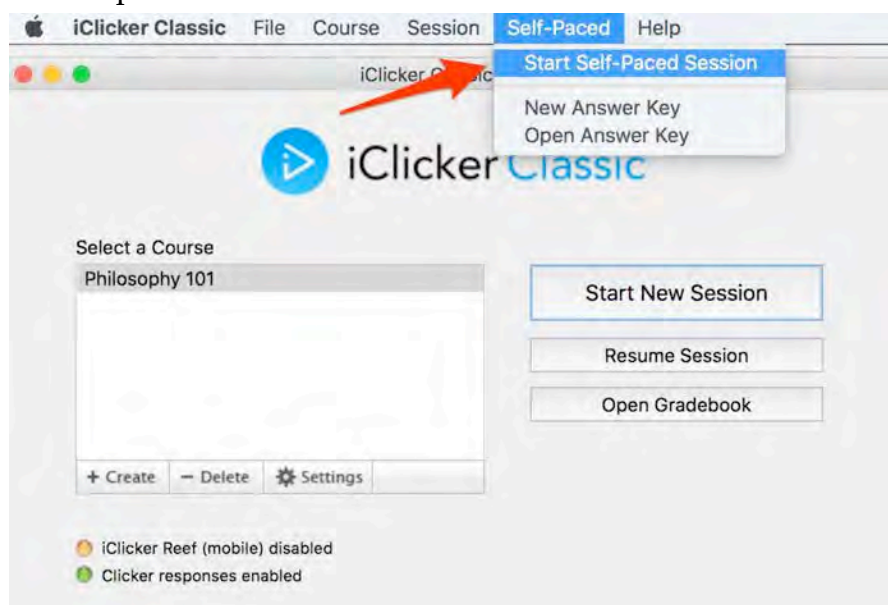 iClicker Classic File Course Session Self-Paced Help
Start Self-Paced Session
New Answer Key
Open Answer Key
iClicker Classic
Select a Course
Philosophy 101
Start New Session
Resume Session
Open Gradebook
+ Create − Delete Settings
iClicker Reef (mobile) disabled
Clicker responses enabled